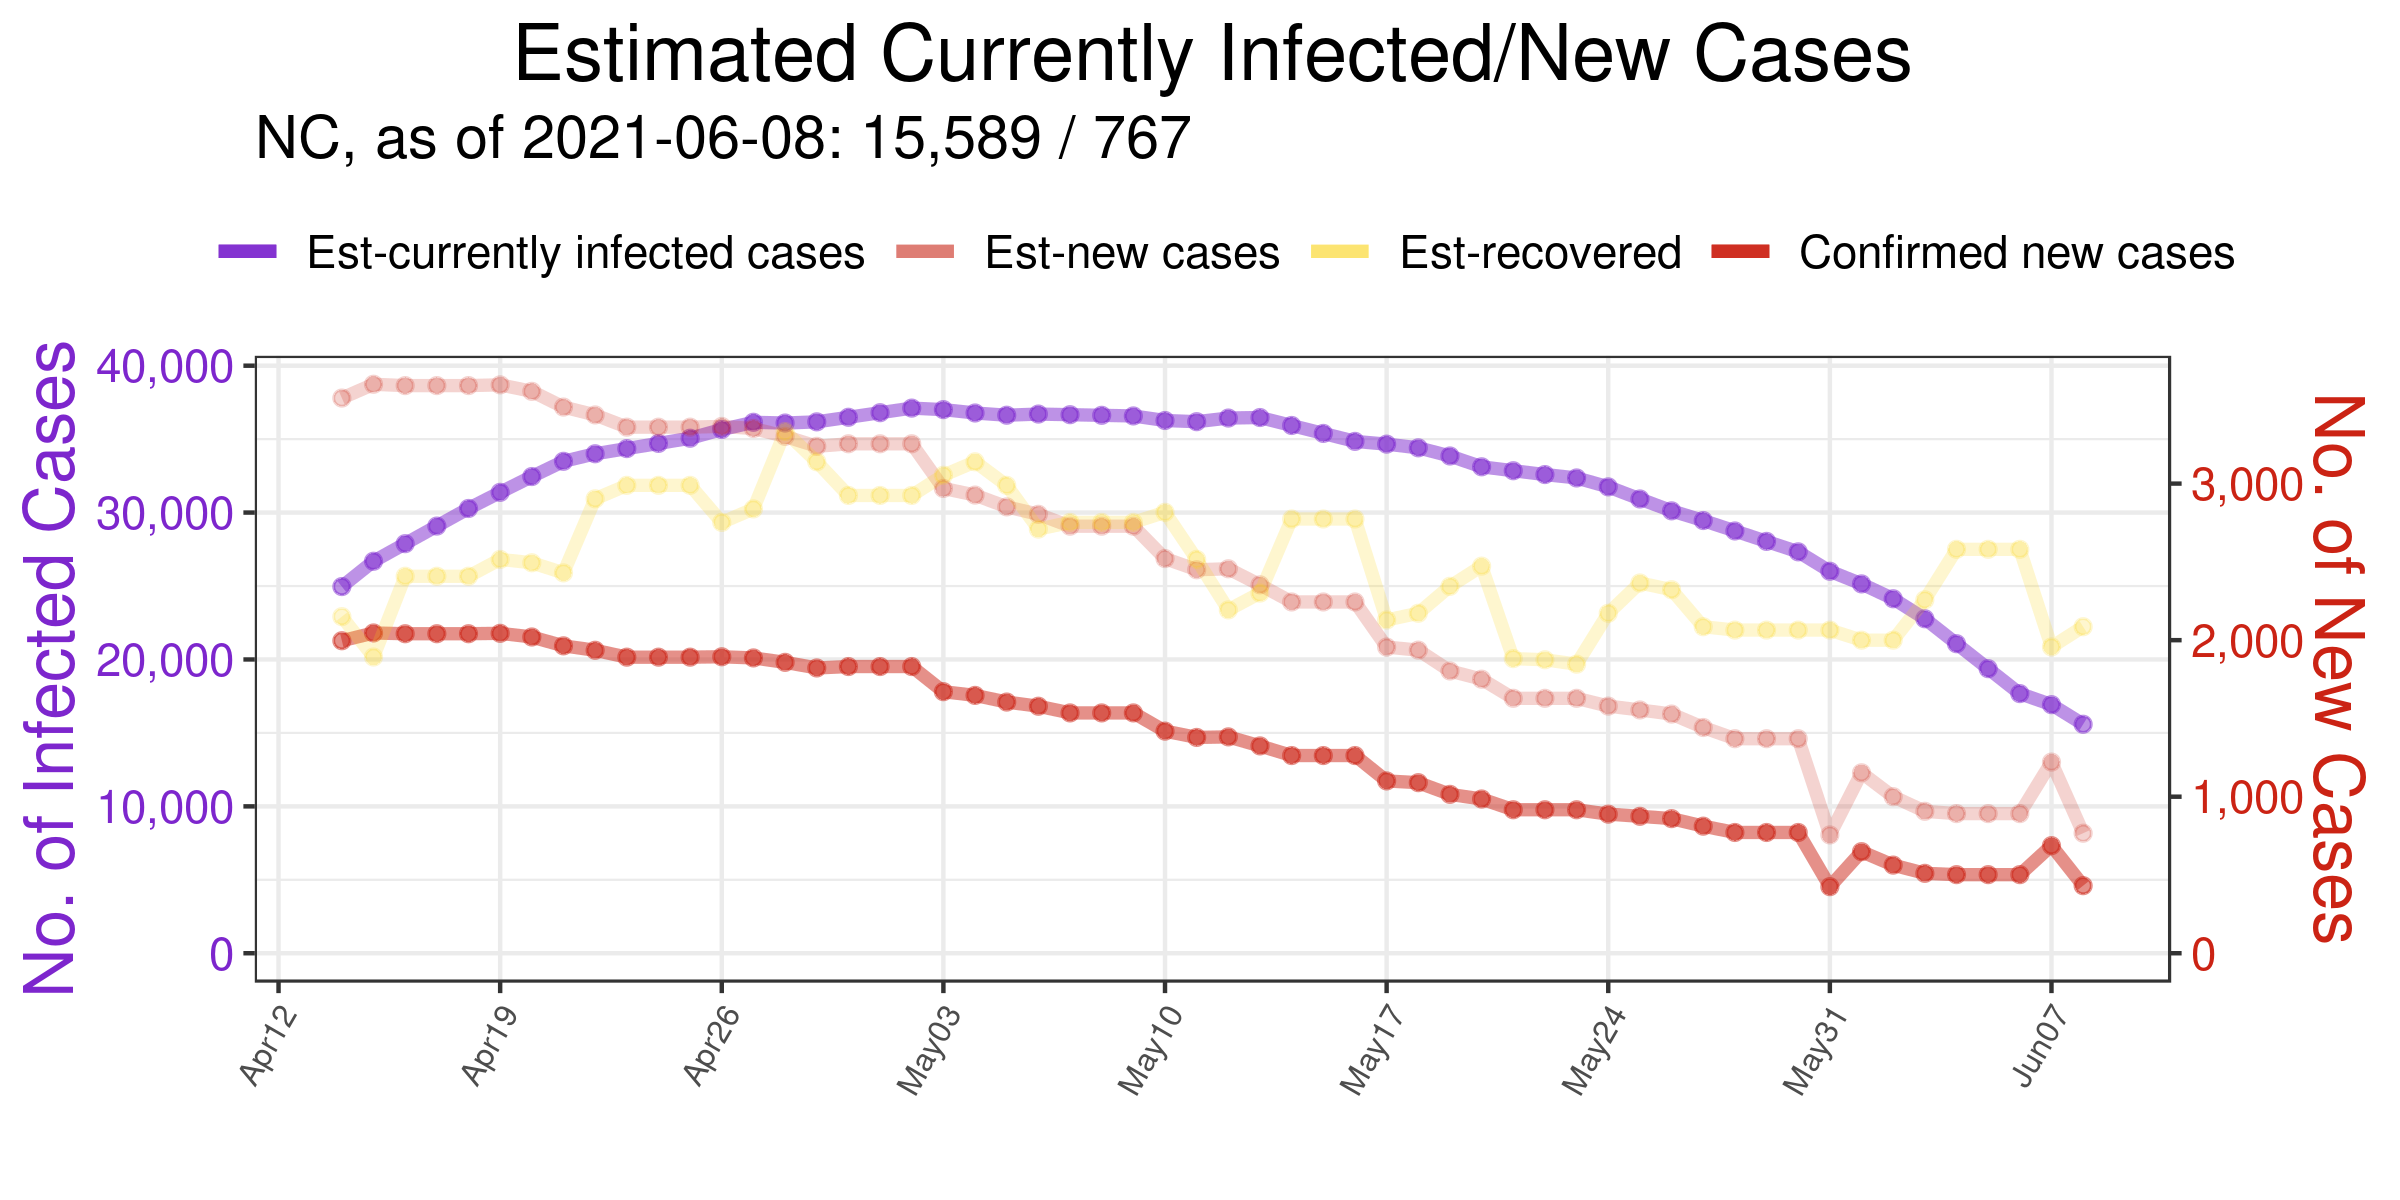 Estimated Currently Infected/New Cases
NC, as of 2021-06-08: 15,589 / 767
Est-currently infected cases Est-new cases Est-recovered Confirmed new cases
No. of Infected Cases
40,000
30,000
20,000
10,000
0
3,000
2,000
1,000
0
No. of New Cases
Apr12 Apr19 Apr26 May03 May10 May17 May24 May31 Jun07